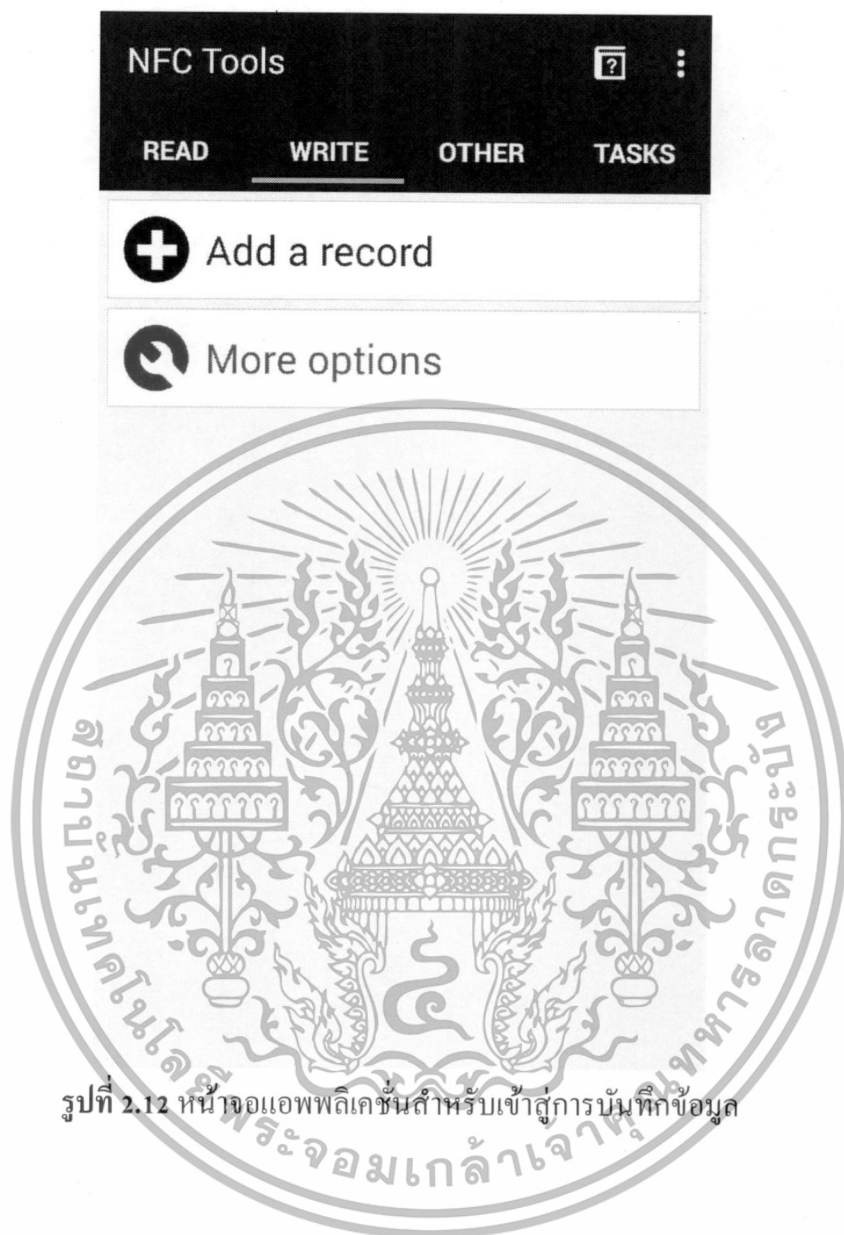 NFC Tools
READ WRITE OTHER TASKS
Add a record
More options
สถาบันเทคโนโลยีพระจอมเกล้าเจ้าคุณทหารลาดกระบัง
รูปที่ 2.12 หน้าจอแอพพลิเคชั่นสำหรับเข้าสู่การบันทึกข้อมูล